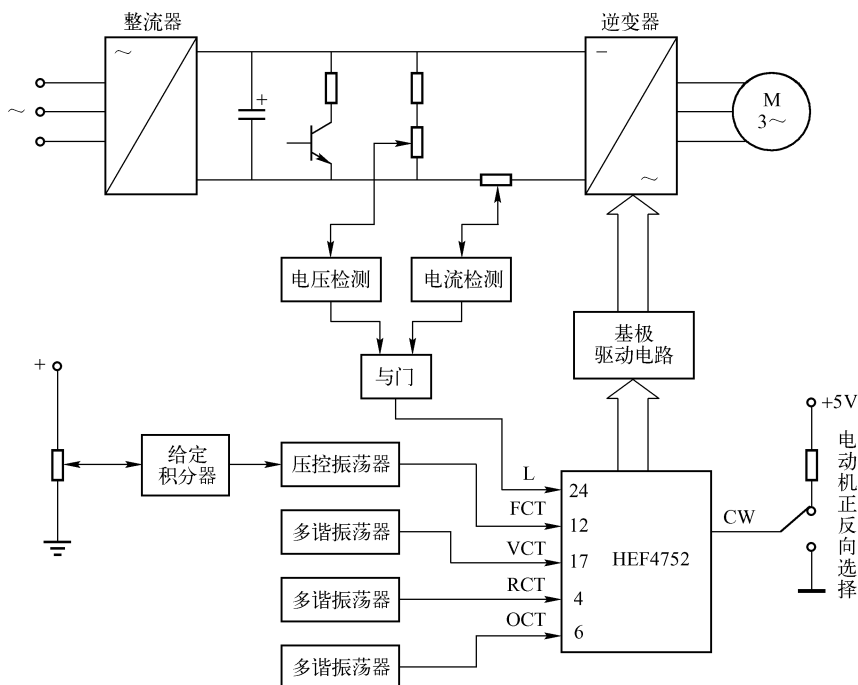 整流器
逆变器
~
+
−
~
~
M
3~
电压检测
电流检测
基极
驱动电路
与门
+
+5V
给定
积分器
压控振荡器
L
24
FCT
12
多谐振荡器
VCT
17
HEF4752
CW
多谐振荡器
RCT
4
OCT
6
多谐振荡器
电动机正反向选择